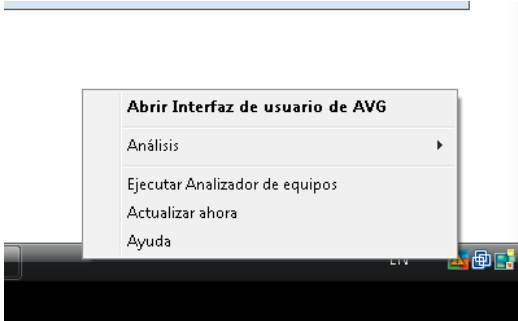 Abrir Interfaz de usuario de AVG
Análisis
Ejecutar Analizador de equipos
Actualizar ahora
Ayuda